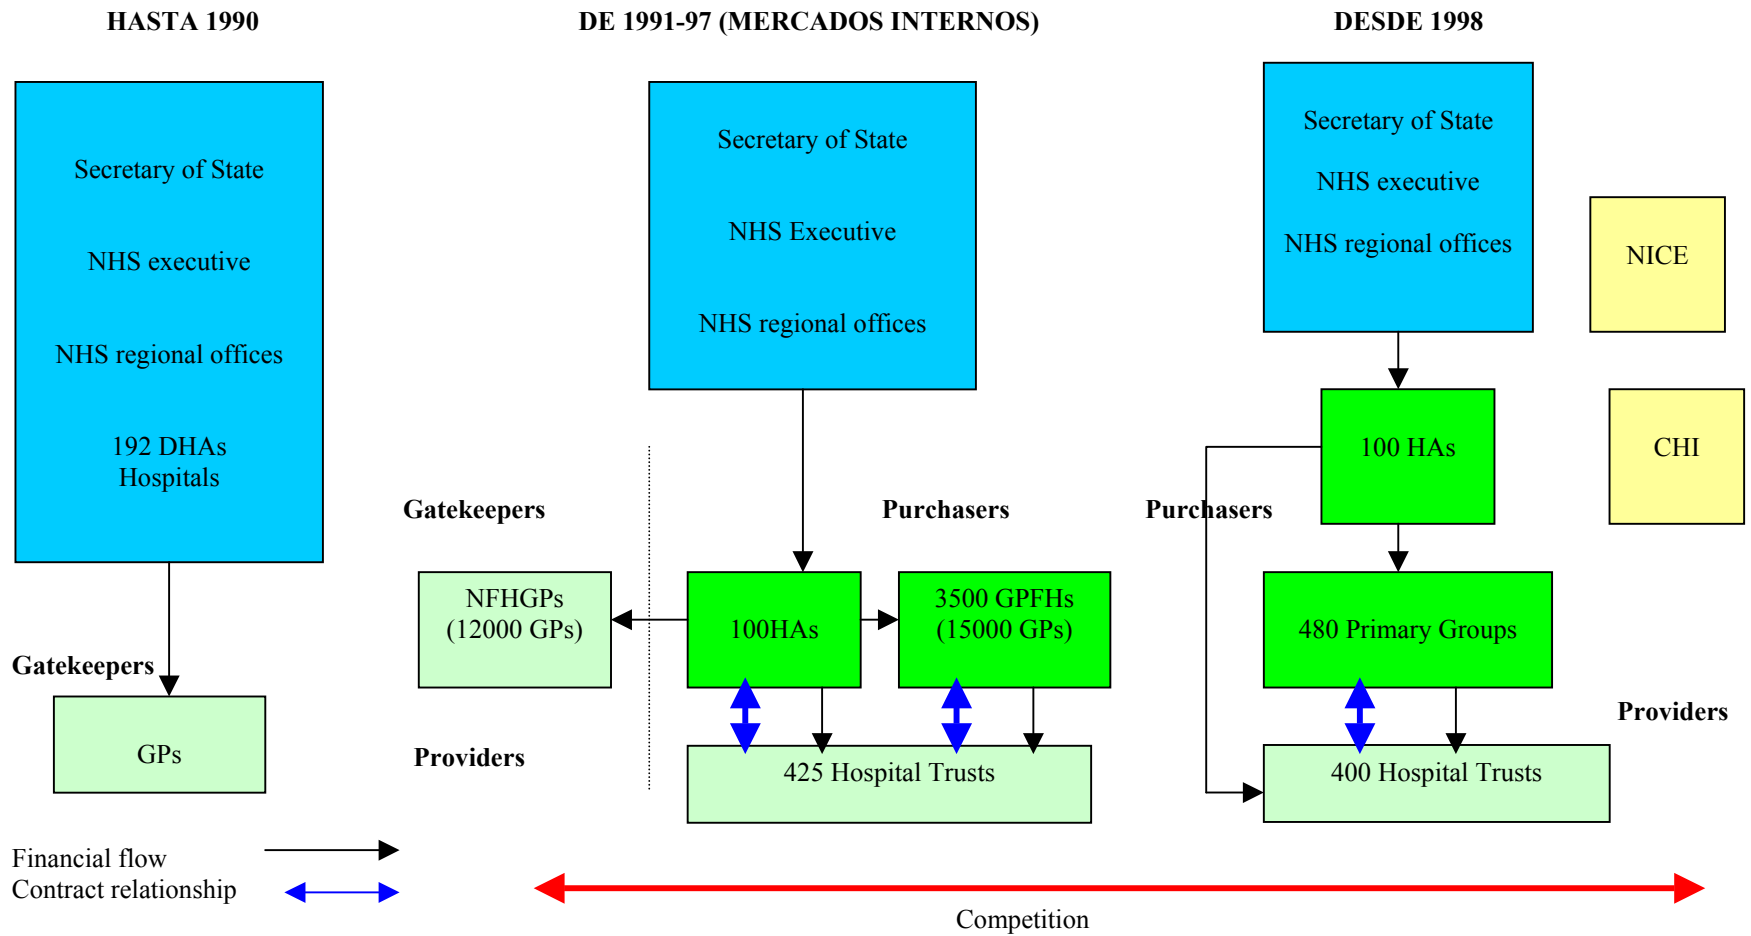 HASTA 1990
DE 1991-97 (MERCADOS INTERNOS)
DESDE 1998
Secretary of State
NHS executive
NHS regional offices
192 DHAs
Hospitals
Gatekeepers
GPs
Secretary of State
NHS Executive
NHS regional offices
Gatekeepers
Purchasers
NFHGPs
(12000 GPs)
100HAs
3500 GPFHs
(15000 GPs)
Providers
425 Hospital Trusts
Secretary of State
NHS executive
NHS regional offices
NICE
100 HAs
CHI
Purchasers
480 Primary Groups
Providers
400 Hospital Trusts
Financial flow
Contract relationship
Competition